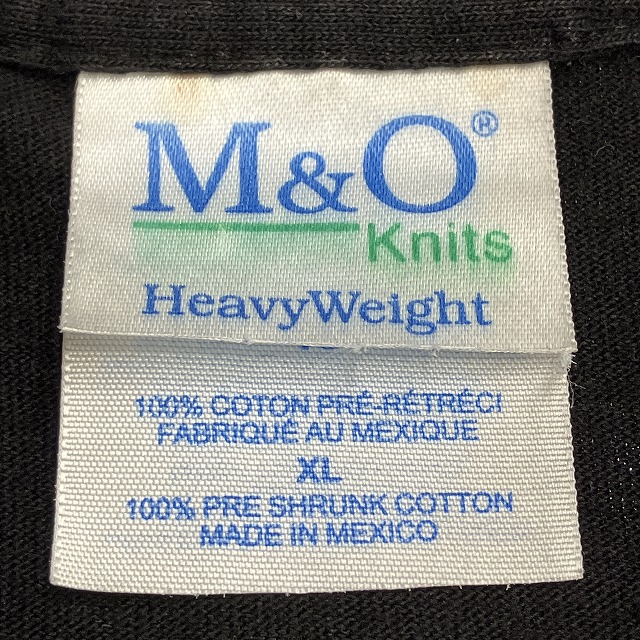 M&O®
Knits
HeavyWeight
100% COTON PRÉ-RÉTRÉCI
FABRIQUÉ AU MEXIQUE
XL
100% PRE SHRUNK COTTON
MADE IN MEXICO